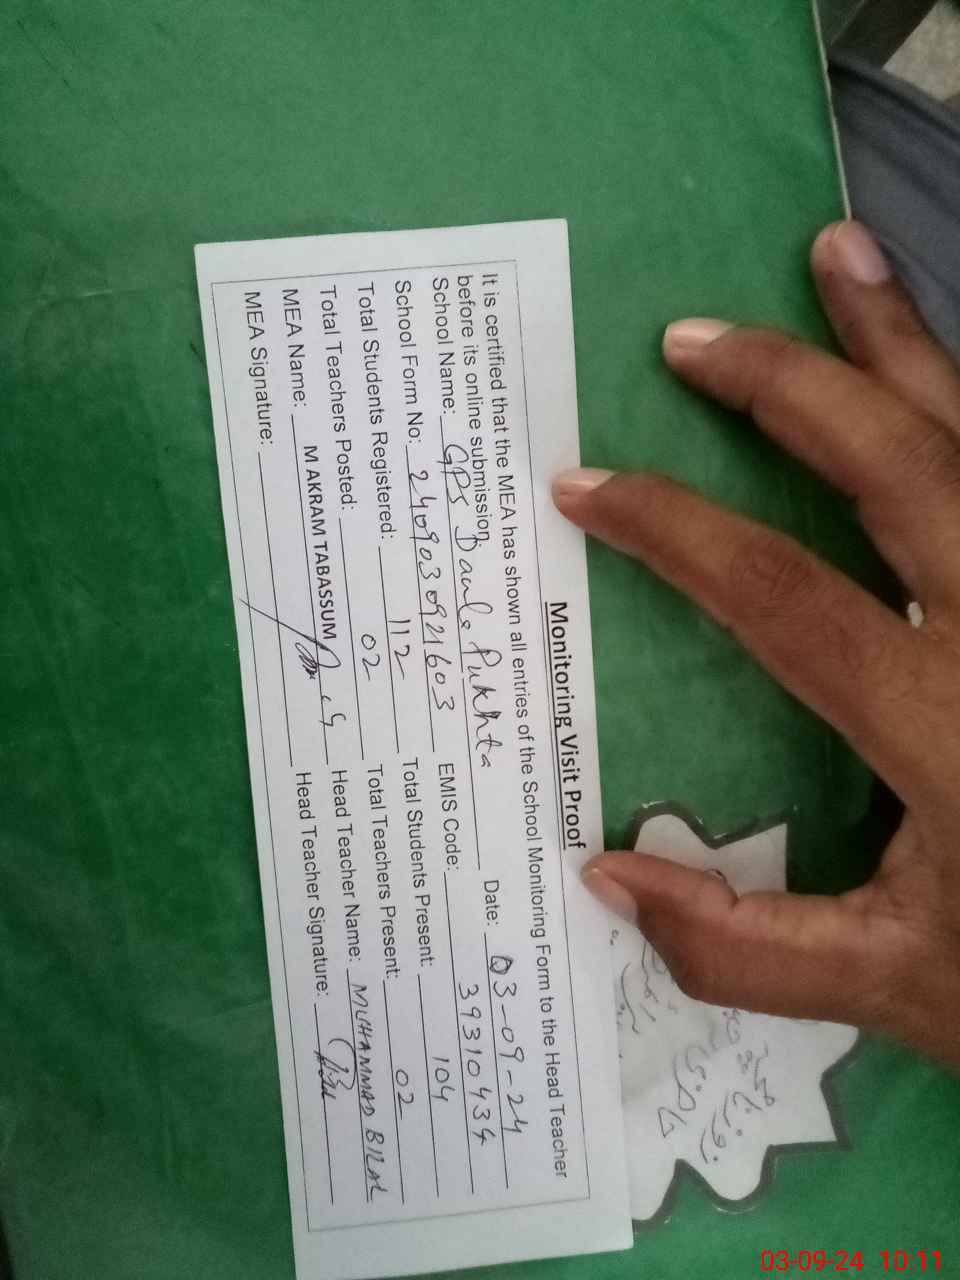 Monitoring Visit Proof
It is certified that the MEA has shown all entries of the School Monitoring Form to the Head Teacher
before its online submission. Date: 03-09-24
School Name: GPS Daula Pukhta
School Form No: 240903091603 EMIS Code: 39310434
Total Students Registered: 112 Total Students Present: 104
Total Teachers Posted: 02 Total Teachers Present: 02
MEA Name: M AKRAM TABASSUM Head Teacher Name: MUHAMMAD BILAL
MEA Signature: Head Teacher Signature:
03-09-24 10:11